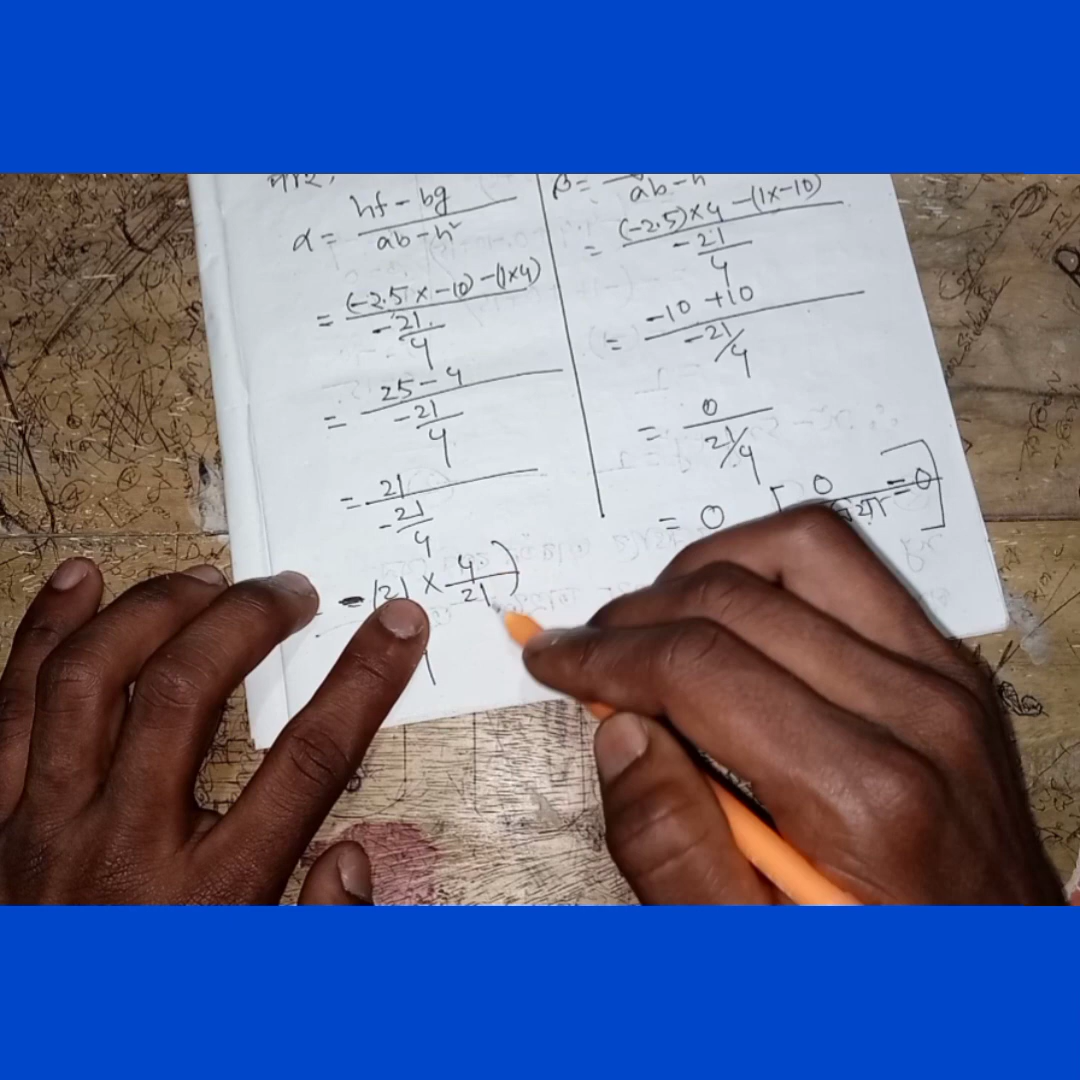 α = hf - bg / ab - h²
= (-2.5 × -10) - (1×4) / -21/4
= 25 - 4 / -21/4
= 21 / -21/4
-(21 × 4/21)
β = ab - h
= (-2.5)×4 - (1×-10) / -21/4
= -10 + 10 / -21/4
= 0 / 21/4
= 0 [0 / = 0]